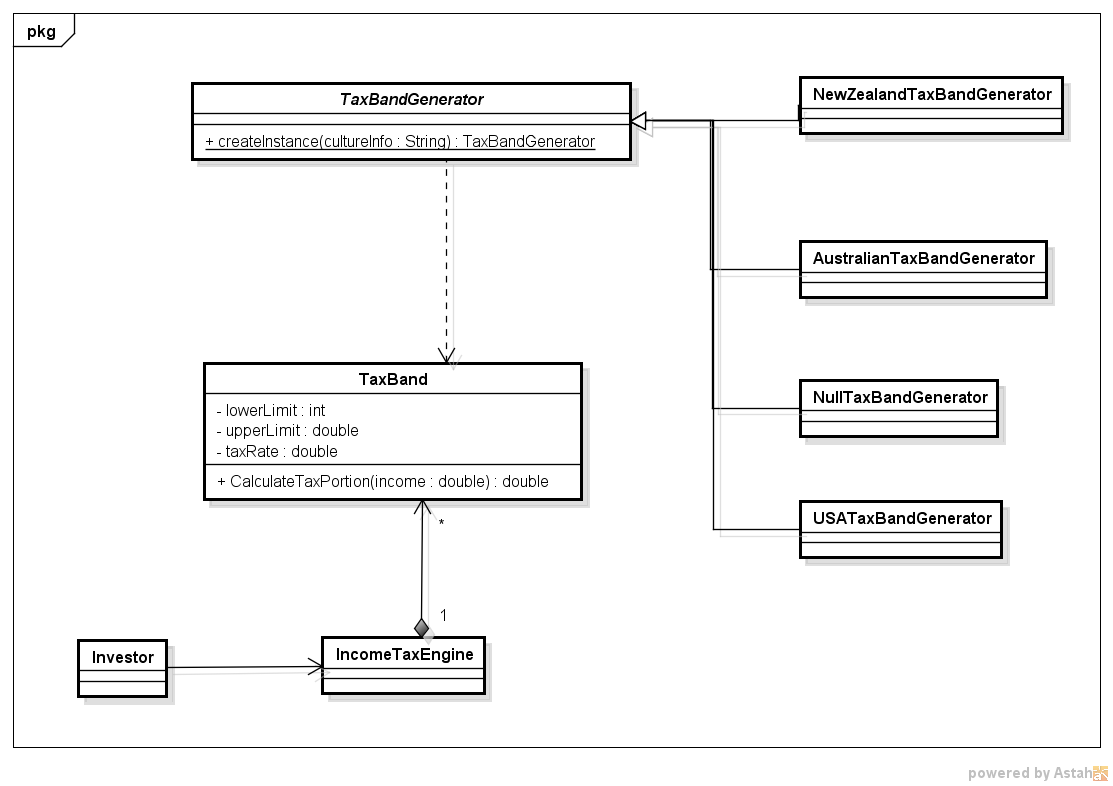 pkg
TaxBandGenerator
+ createInstance(cultureInfo : String) : TaxBandGenerator
NewZealandTaxBandGenerator
AustralianTaxBandGenerator
TaxBand
- lowerLimit : int
- upperLimit : double
- taxRate : double
+ CalculateTaxPortion(income : double) : double
NullTaxBandGenerator
USATaxBandGenerator
*
1
Investor
IncomeTaxEngine
powered by Astah